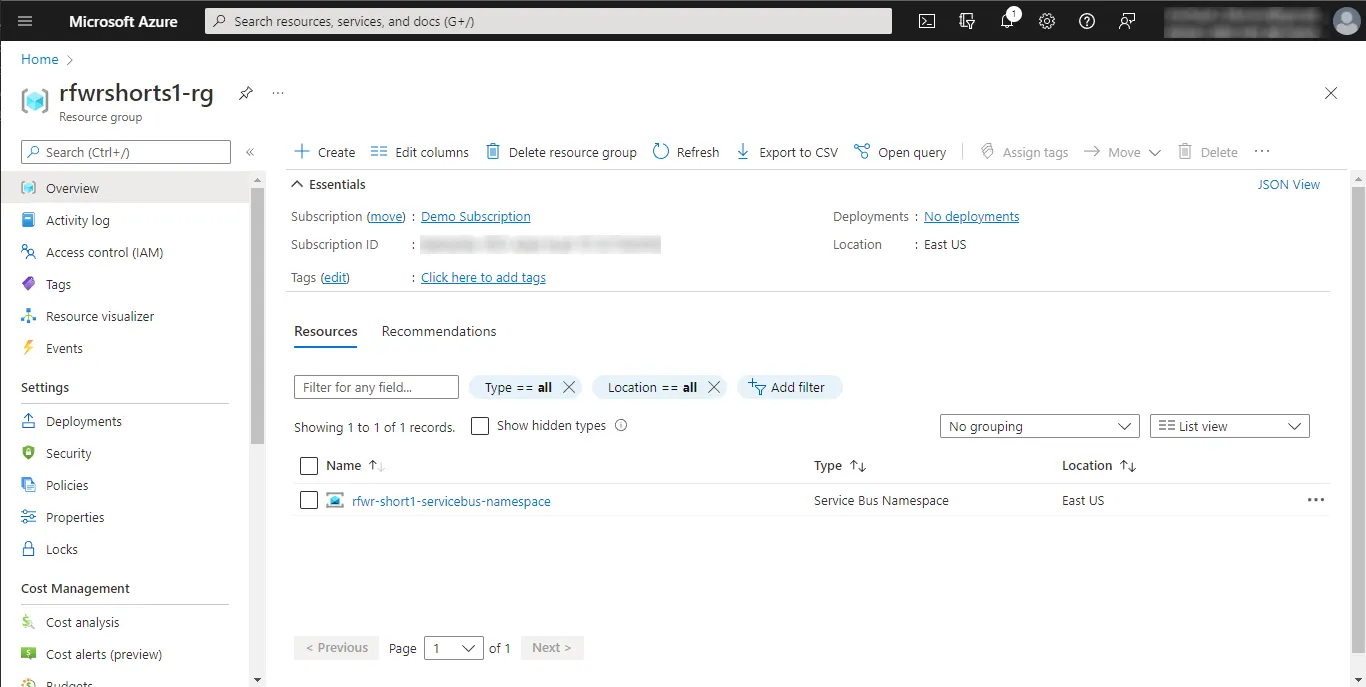 Microsoft Azure
Search resources, services, and docs (G+/)
1
Home
rfwrshorts1-rg
Resource group
Search (Ctrl+/)
«
Overview
Activity log
Access control (IAM)
Tags
Resource visualizer
Events
Settings
Deployments
Security
Policies
Properties
Locks
Cost Management
Cost analysis
Cost alerts (preview)
Budgets
Create
Edit columns
Delete resource group
Refresh
Export to CSV
Open query
Assign tags
Move
Delete
Essentials
JSON View
Subscription (move) : Demo Subscription
Deployments : No deployments
Subscription ID :
Location : East US
Tags (edit) : Click here to add tags
Resources Recommendations
Filter for any field... Type == all Location == all Add filter
Showing 1 to 1 of 1 records. Show hidden types
No grouping List view
Name Type Location
rfwr-short1-servicebus-namespace Service Bus Namespace East US
< Previous Page 1 of 1 Next >